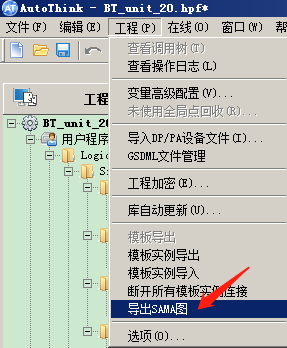 AutoThink - BT_unit_20.hpf*
文件(F) 编辑(E) 工程(P) 在线(O) 窗口(W)
查看调用树(T)
查看操作日志(L)
工程
变量高级配置(V)...
未使用全局点回收(R)...
BT_unit_20
用户程序
导入DP/PA设备文件(I)...
Logic
GSDML文件管理
工程加密(E)...
库自动更新(U)...
模板导出
模板实例导出
模板实例导入
断开所有模板实例连接
导出SAMA图
选项(O)...